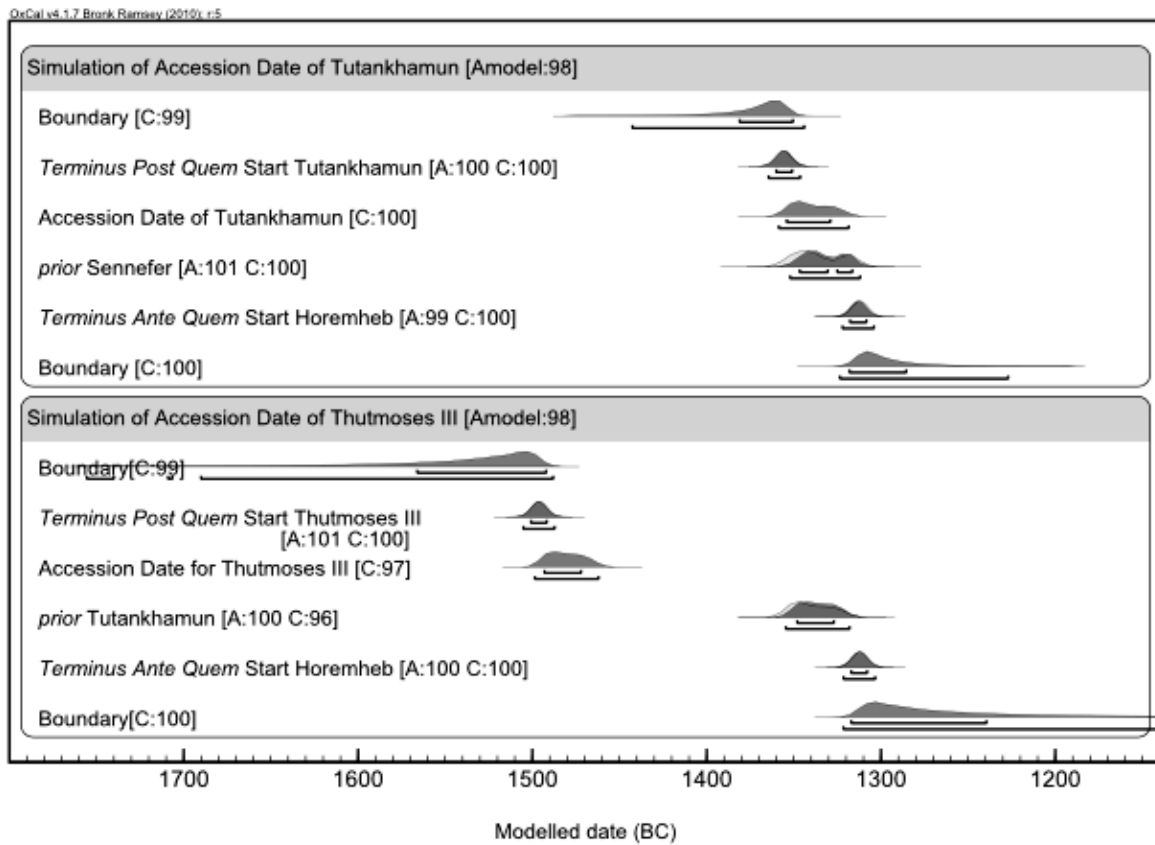 OxCal v4.1.7 Bronk Ramsey (2010); r:5
Simulation of Accession Date of Tutankhamun [Amodel:98]
Boundary [C:99]
Terminus Post Quem Start Tutankhamun [A:100 C:100]
Accession Date of Tutankhamun [C:100]
prior Sennefer [A:101 C:100]
Terminus Ante Quem Start Horemheb [A:99 C:100]
Boundary [C:100]
Simulation of Accession Date of Thutmoses III [Amodel:98]
Boundary[C:99]
Terminus Post Quem Start Thutmoses III
[A:101 C:100]
Accession Date for Thutmoses III [C:97]
prior Tutankhamun [A:100 C:96]
Terminus Ante Quem Start Horemheb [A:100 C:100]
Boundary[C:100]
1700 1600 1500 1400 1300 1200
Modelled date (BC)